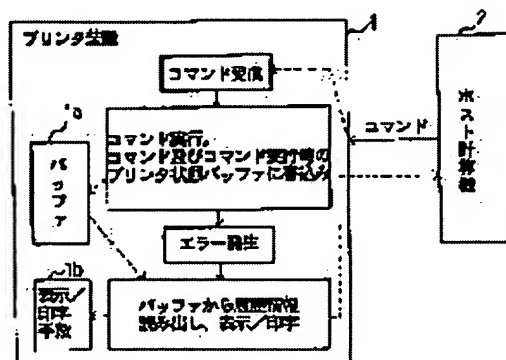 プリンタ装置
1
2
コマンド受信
コマンド
ホスト計算機
1a
バッファ
コマンド実行。
コマンド及びコマンド実行時の
プリンタ状態バッファに書込み
エラー発生
1b
表示/
印字
手段
バッファから履歴情報
読み出し、表示/印字